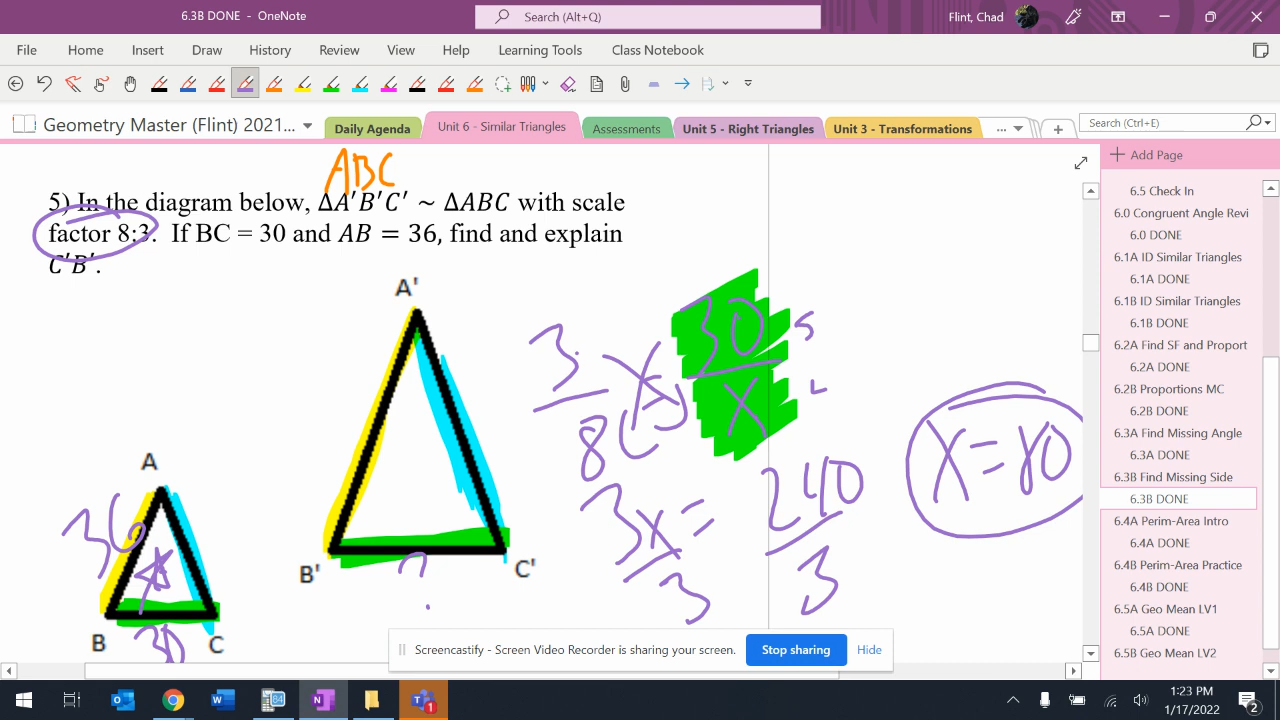 6.3B DONE - OneNote
Search (Alt+Q)
Flint, Chad
File Home Insert Draw History Review View Help Learning Tools Class Notebook
Geometry Master (Flint) 2021...
Daily Agenda
Unit 6 - Similar Triangles
Assessments
Unit 5 - Right Triangles
Unit 3 - Transformations
...
Search (Ctrl+E)
Add Page
6.5 Check In
6.0 Congruent Angle Revi
6.0 DONE
6.1A ID Similar Triangles
6.1A DONE
6.1B ID Similar Triangles
6.1B DONE
6.2A Find SF and Proport
6.2A DONE
6.2B Proportions MC
6.2B DONE
6.3A Find Missing Angle
6.3A DONE
6.3B Find Missing Side
6.3B DONE
6.4A Perim-Area Intro
6.4A DONE
6.4B Perim-Area Practice
6.4B DONE
6.5A Geo Mean LV1
6.5A DONE
6.5B Geo Mean LV2
ABC
5) In the diagram below, ΔA′B′C′ ~ ΔABC with scale
factor 8:3. If BC = 30 and AB = 36, find and explain
C′B′.
A'
B'
C'
?
A
B
C
36
30
3
8
30
x
s
L
3x = 240
3
3
x=80
Screencastify - Screen Video Recorder is sharing your screen.
Stop sharing
Hide
1:23 PM
1/17/2022
84
1
2